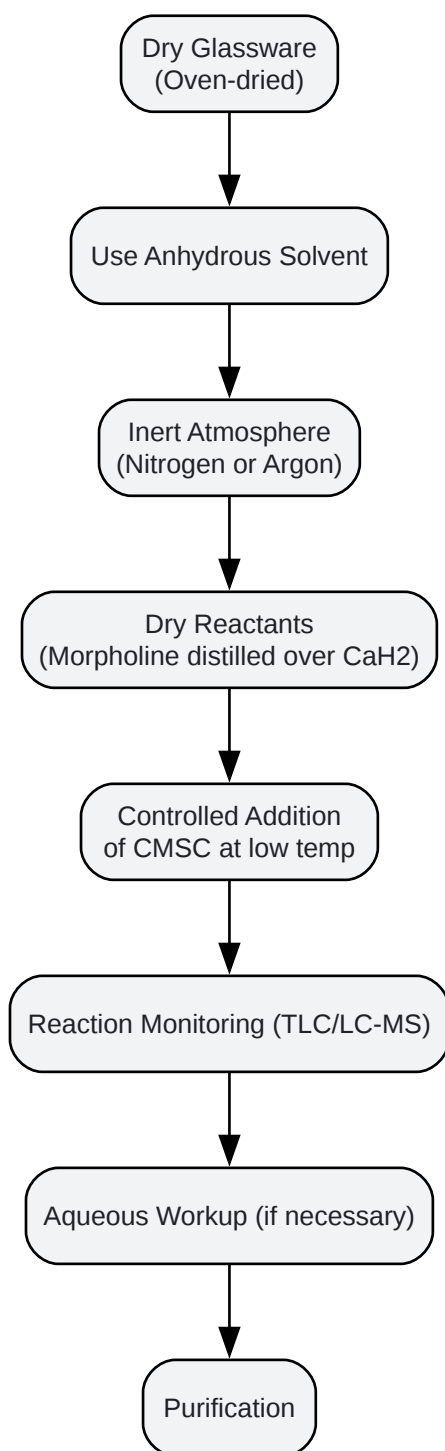 Dry Glassware
(Oven-dried)
Use Anhydrous Solvent
Inert Atmosphere
(Nitrogen or Argon)
Dry Reactants
(Morpholine distilled over CaH2)
Controlled Addition
of CMSC at low temp
Reaction Monitoring (TLC/LC-MS)
Aqueous Workup (if necessary)
Purification